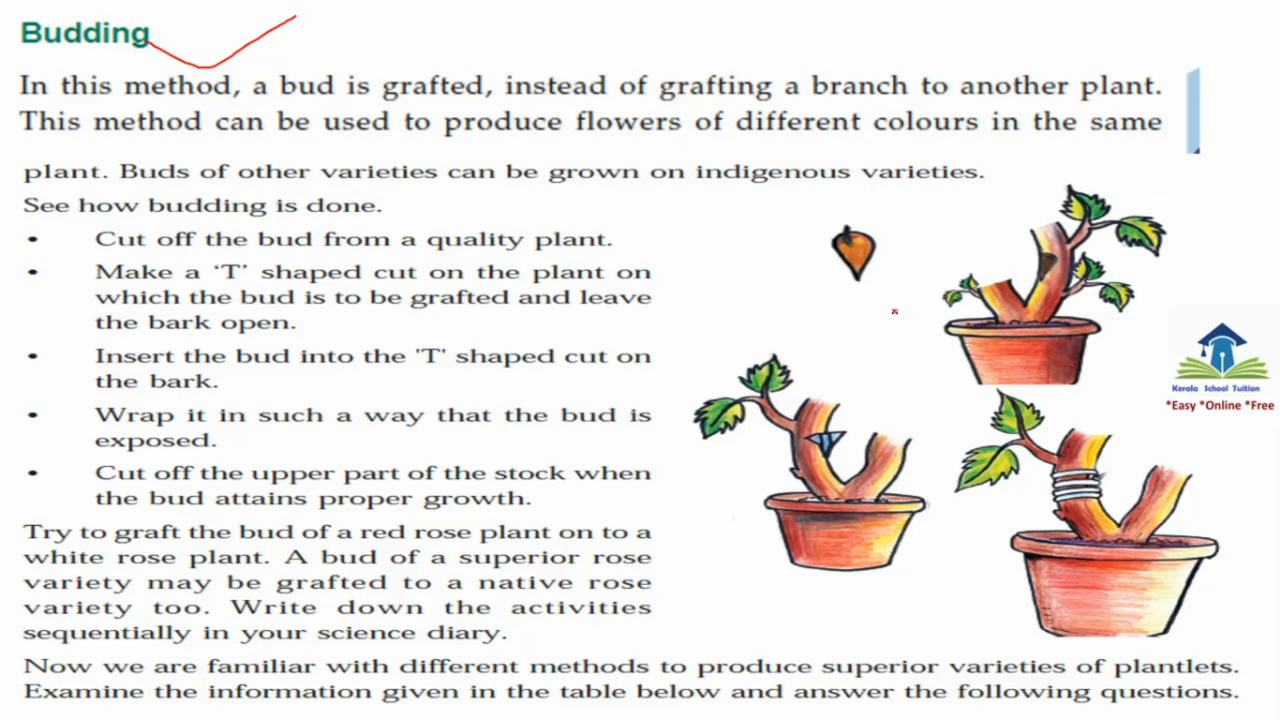 Budding
In this method, a bud is grafted, instead of grafting a branch to another plant.
This method can be used to produce flowers of different colours in the same
plant. Buds of other varieties can be grown on indigenous varieties.
See how budding is done.
• Cut off the bud from a quality plant.
• Make a ‘T’ shaped cut on the plant on
which the bud is to be grafted and leave
the bark open.
• Insert the bud into the 'T' shaped cut on
the bark.
• Wrap it in such a way that the bud is
exposed.
• Cut off the upper part of the stock when
the bud attains proper growth.
Try to graft the bud of a red rose plant on to a
white rose plant. A bud of a superior rose
variety may be grafted to a native rose
variety too. Write down the activities
sequentially in your science diary.
Now we are familiar with different methods to produce superior varieties of plantlets.
Examine the information given in the table below and answer the following questions.
Kerala School Tuition
*Easy *Online *Free